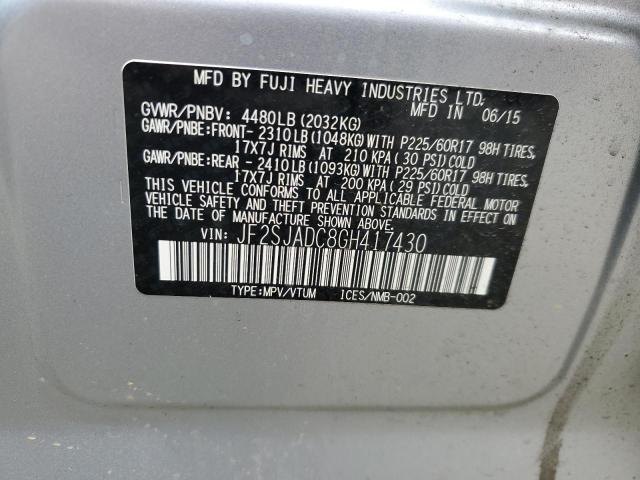 MFD BY FUJI HEAVY INDUSTRIES LTD.
MFD IN 06/15
GVWR/PNBV: 4480LB(2032KG)
GAWR/PNBE:FRONT- 2310LB(1048KG)WITH P225/60R17 98H TIRES,
17X7J RIMS AT 210 KPA(30 PSI)COLD
GAWR/PNBE:REAR - 2410LB(1093KG)WITH P225/60R17 98H TIRES,
17X7J RIMS AT 200 KPA(29 PSI)COLD
THIS VEHICLE CONFORMS TO ALL APPLICABLE FEDERAL MOTOR
VEHICLE SAFETY AND THEFT PREVENTION STANDARDS IN EFFECT ON
THE DATE OF MANUFACTURE SHOWN ABOVE.
VIN: JF2SJADC8GH417430
TYPE:MPV/VTUM ICES/NMB-002